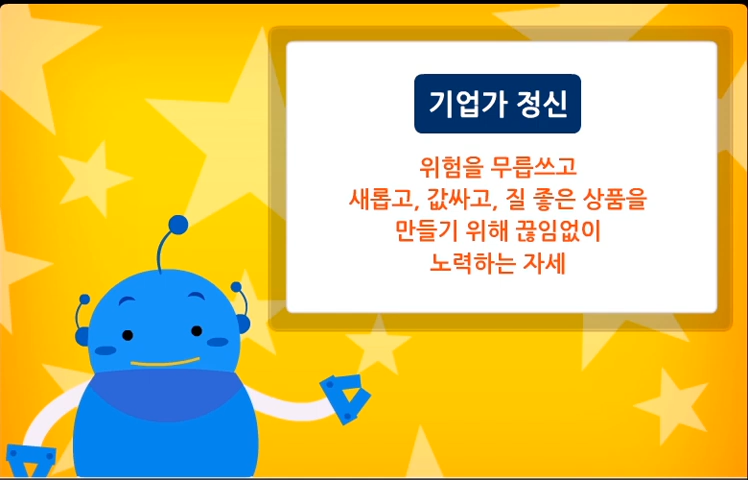 기업가 정신
위험을 무릅쓰고
새롭고, 값싸고, 질 좋은 상품을
만들기 위해 끊임없이
노력하는 자세